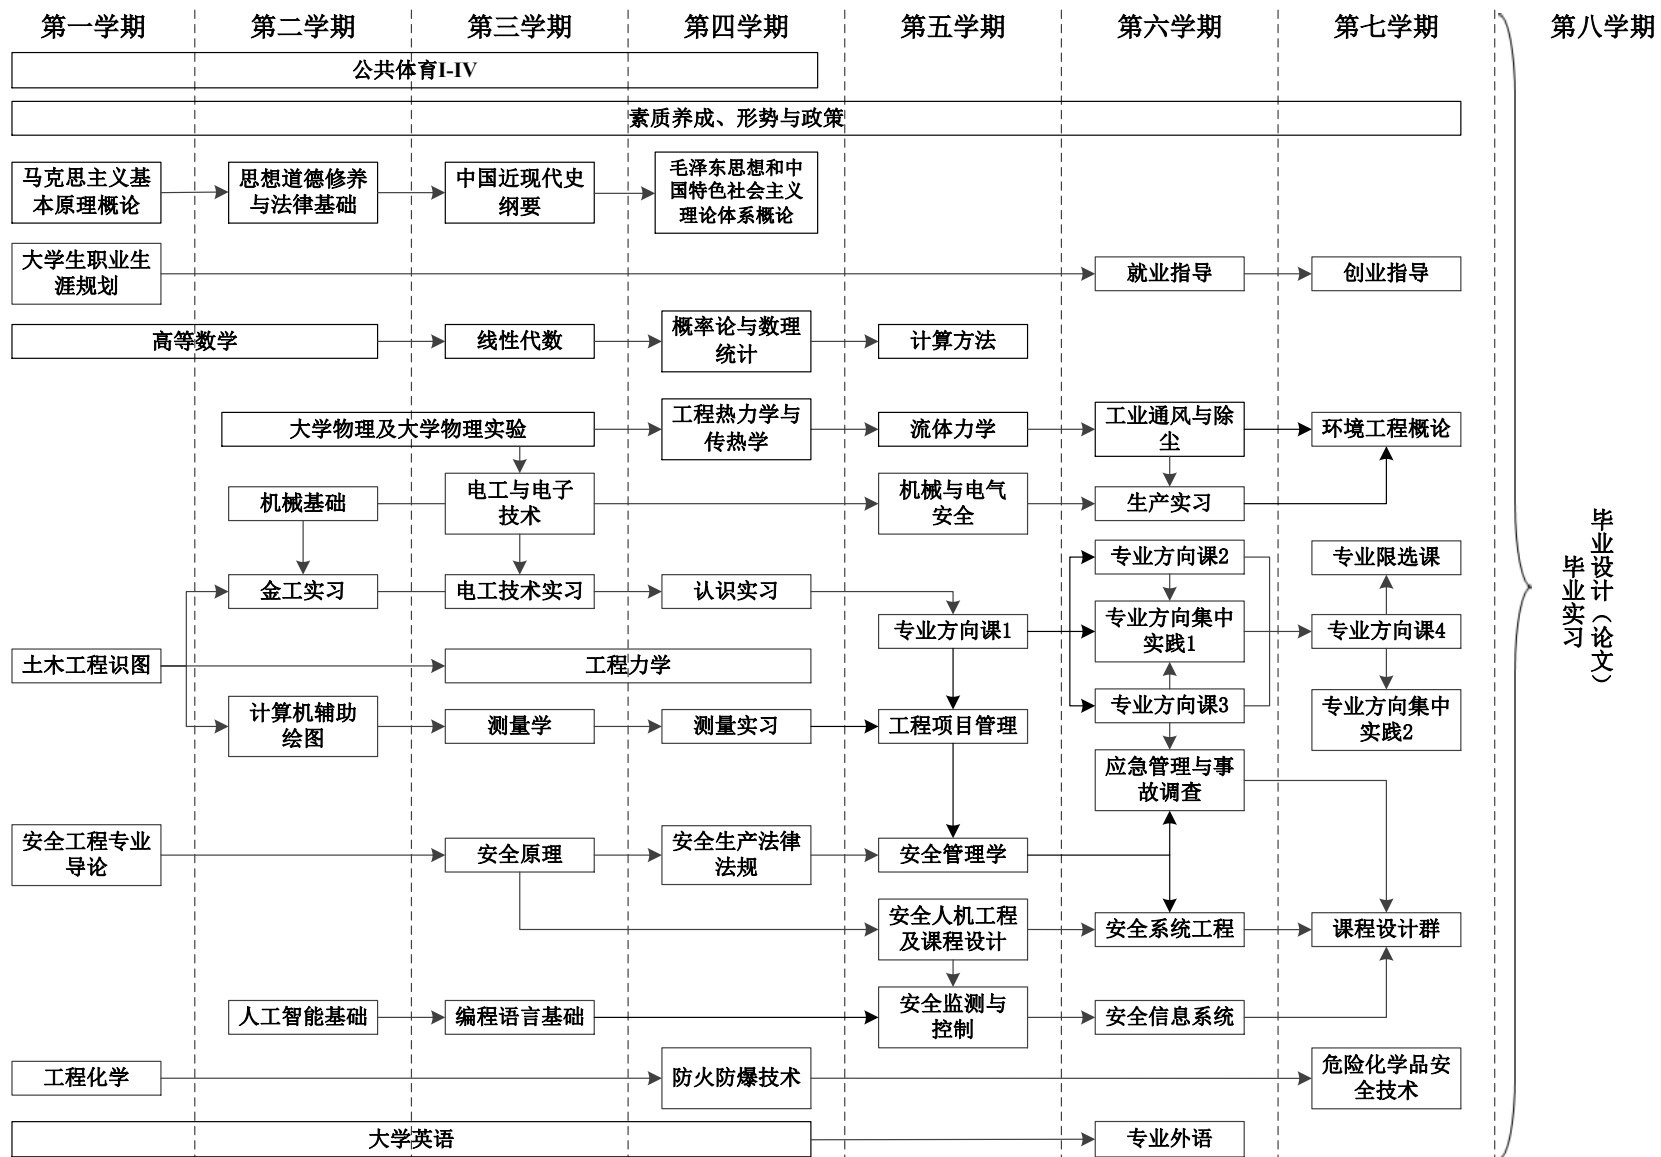 第一学期
第二学期
第三学期
第四学期
第五学期
第六学期
第七学期
第八学期
公共体育I-IV
素质养成、形势与政策
马克思主义基
本原理概论
思想道德修养
与法律基础
中国近现代史
纲要
毛泽东思想和中
国特色社会主义
理论体系概论
大学生职业生
涯规划
就业指导
创业指导
高等数学
线性代数
概率论与数理
统计
计算方法
大学物理及大学物理实验
工程热力学与
传热学
流体力学
工业通风与除
尘
环境工程概论
机械基础
电工与电子
技术
机械与电气
安全
生产实习
金工实习
电工技术实习
认识实习
专业方向课1
专业方向课2
专业方向集中
实践1
专业方向课3
专业限选课
专业方向课4
专业方向集中
实践2
土木工程识图
工程力学
计算机辅助
绘图
测量学
测量实习
工程项目管理
应急管理与事
故调查
安全工程专业
导论
安全原理
安全生产法律
法规
安全管理学
安全人机工程
及课程设计
安全系统工程
课程设计群
人工智能基础
编程语言基础
安全监测与
控制
安全信息系统
工程化学
防火防爆技术
危险化学品安
全技术
大学英语
专业外语
毕业设计（论文）
毕业实习